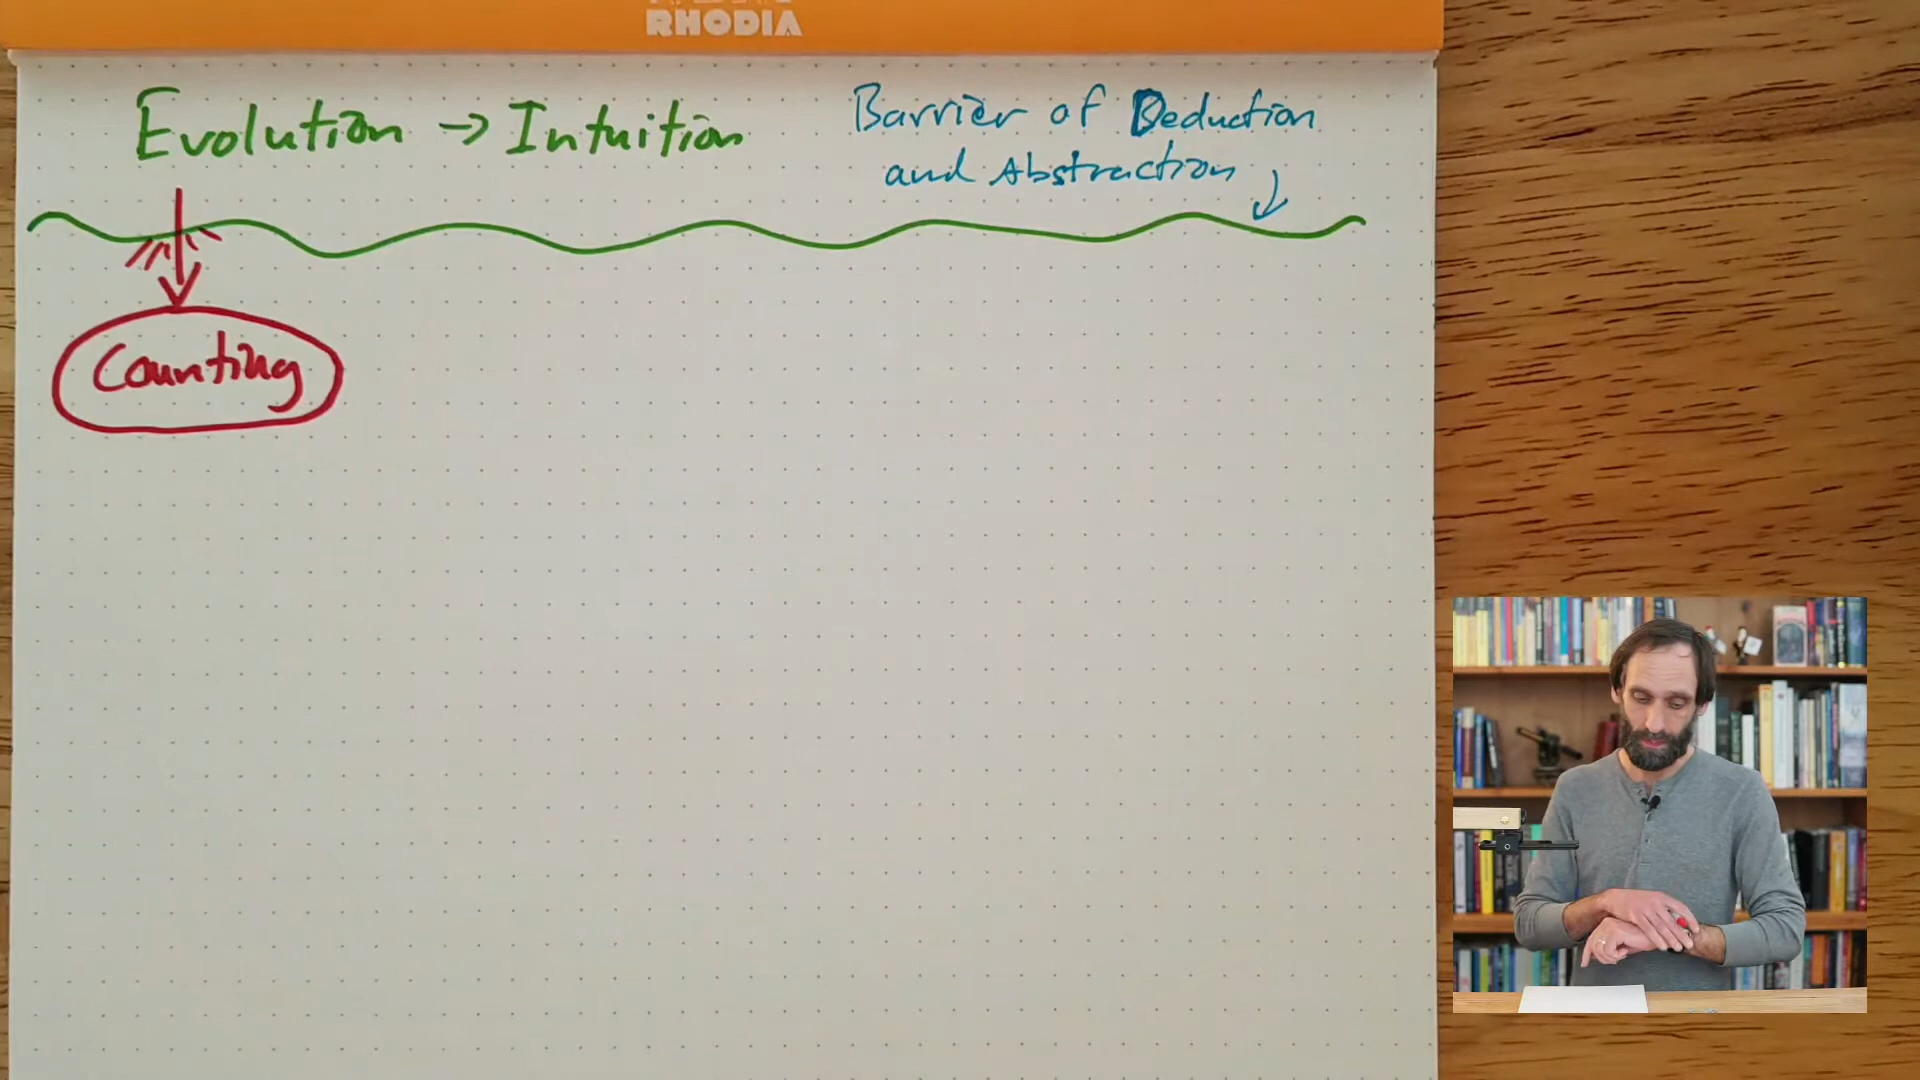 RHODIA
Evolution → Intuition
Barrier of Deduction
and Abstraction
Counting